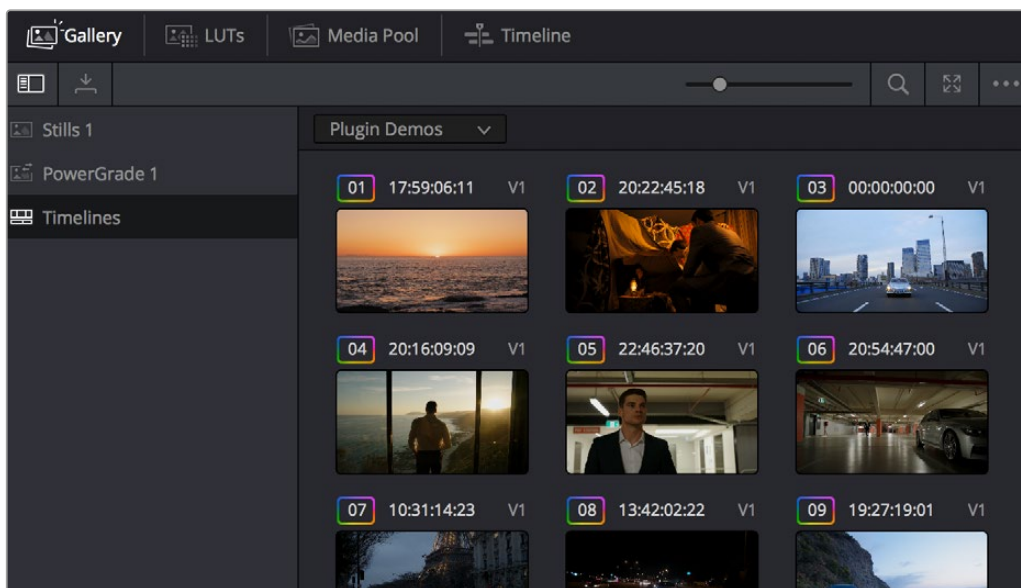 Gallery LUTs Media Pool Timeline
Stills 1
Plugin Demos
PowerGrade 1
01 17:59:06:11 V1 02 20:22:45:18 V1 03 00:00:00:00 V1
Timelines
04 20:16:09:09 V1 05 22:46:37:20 V1 06 20:54:47:00 V1
07 10:31:14:23 V1 08 13:42:02:22 V1 09 19:27:19:01 V1